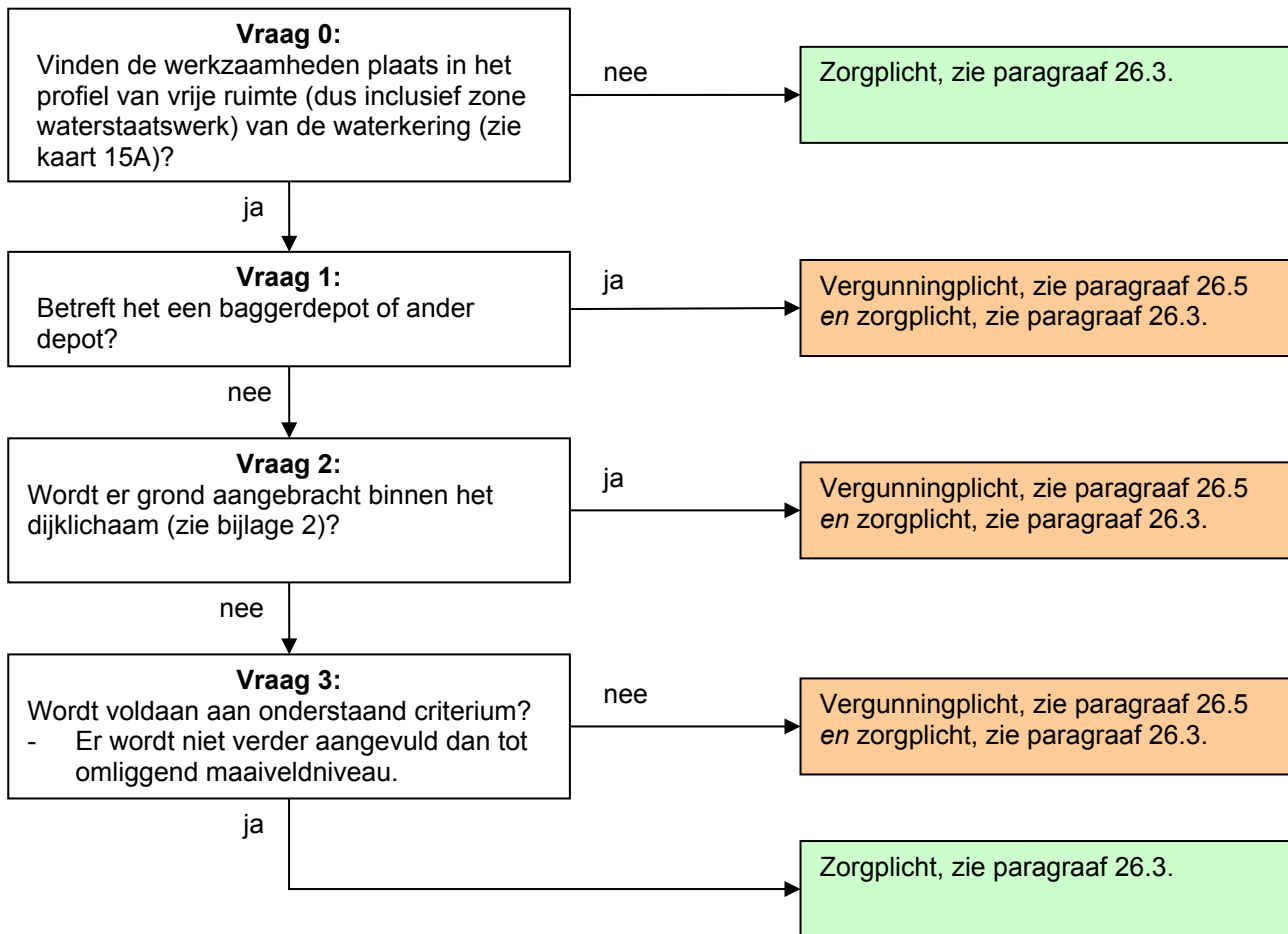 Vraag 0:
Vinden de werkzaamheden plaats in het
profiel van vrije ruimte (dus inclusief zone
waterstaatswerk) van de waterkering (zie
kaart 15A)?
nee
Zorgplicht, zie paragraaf 26.3.
ja
Vraag 1:
Betreft het een baggerdepot of ander
depot?
ja
Vergunningplicht, zie paragraaf 26.5
en zorgplicht, zie paragraaf 26.3.
nee
Vraag 2:
Wordt er grond aangebracht binnen het
dijklichaam (zie bijlage 2)?
ja
Vergunningplicht, zie paragraaf 26.5
en zorgplicht, zie paragraaf 26.3.
nee
Vraag 3:
Wordt voldaan aan onderstaand criterium?
- Er wordt niet verder aangevuld dan tot
omliggend maaiveldniveau.
nee
Vergunningplicht, zie paragraaf 26.5
en zorgplicht, zie paragraaf 26.3.
ja
Zorgplicht, zie paragraaf 26.3.